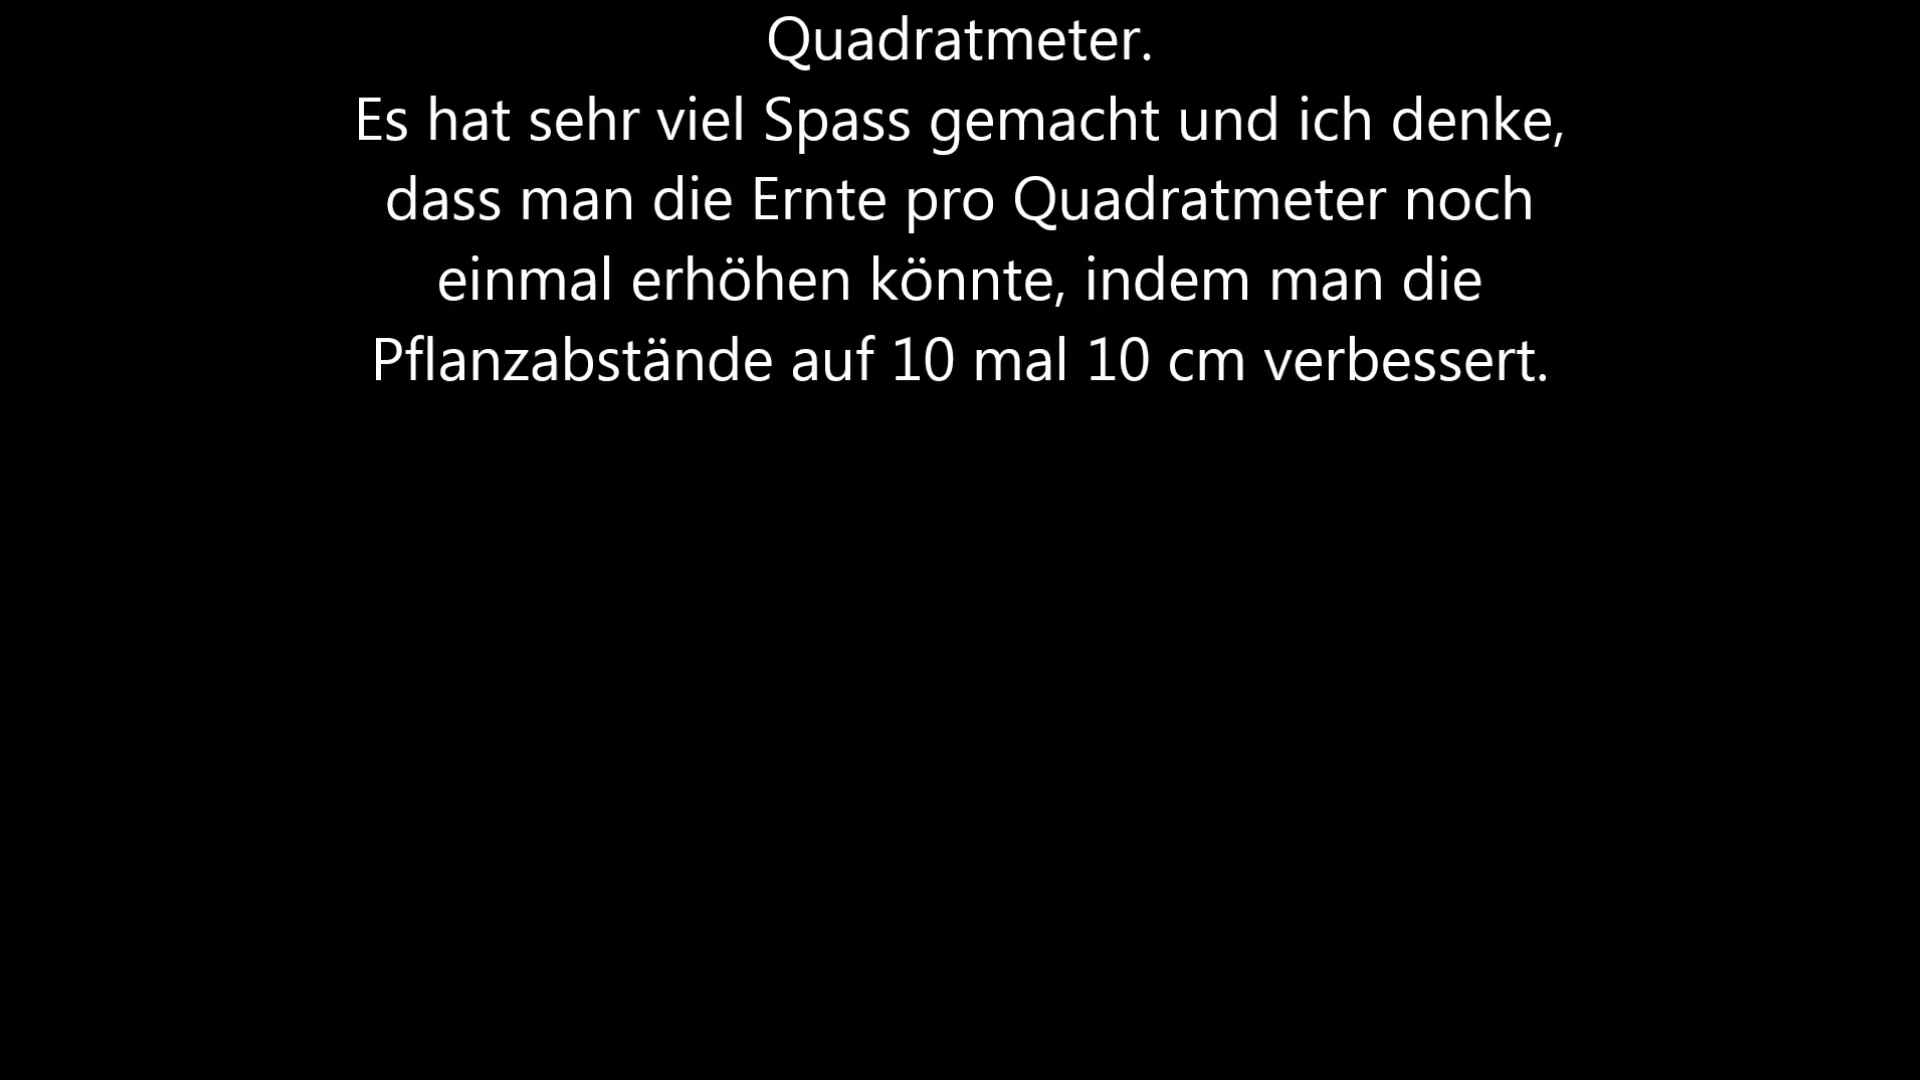 Quadratmeter.
Es hat sehr viel Spass gemacht und ich denke,
dass man die Ernte pro Quadratmeter noch
einmal erhöhen könnte, indem man die
Pflanzabstände auf 10 mal 10 cm verbessert.